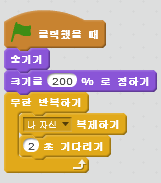 클릭했을 때
숨기기
크기를 200 % 로 정하기
무한 반복하기
나 자신 복제하기
2 초 기다리기